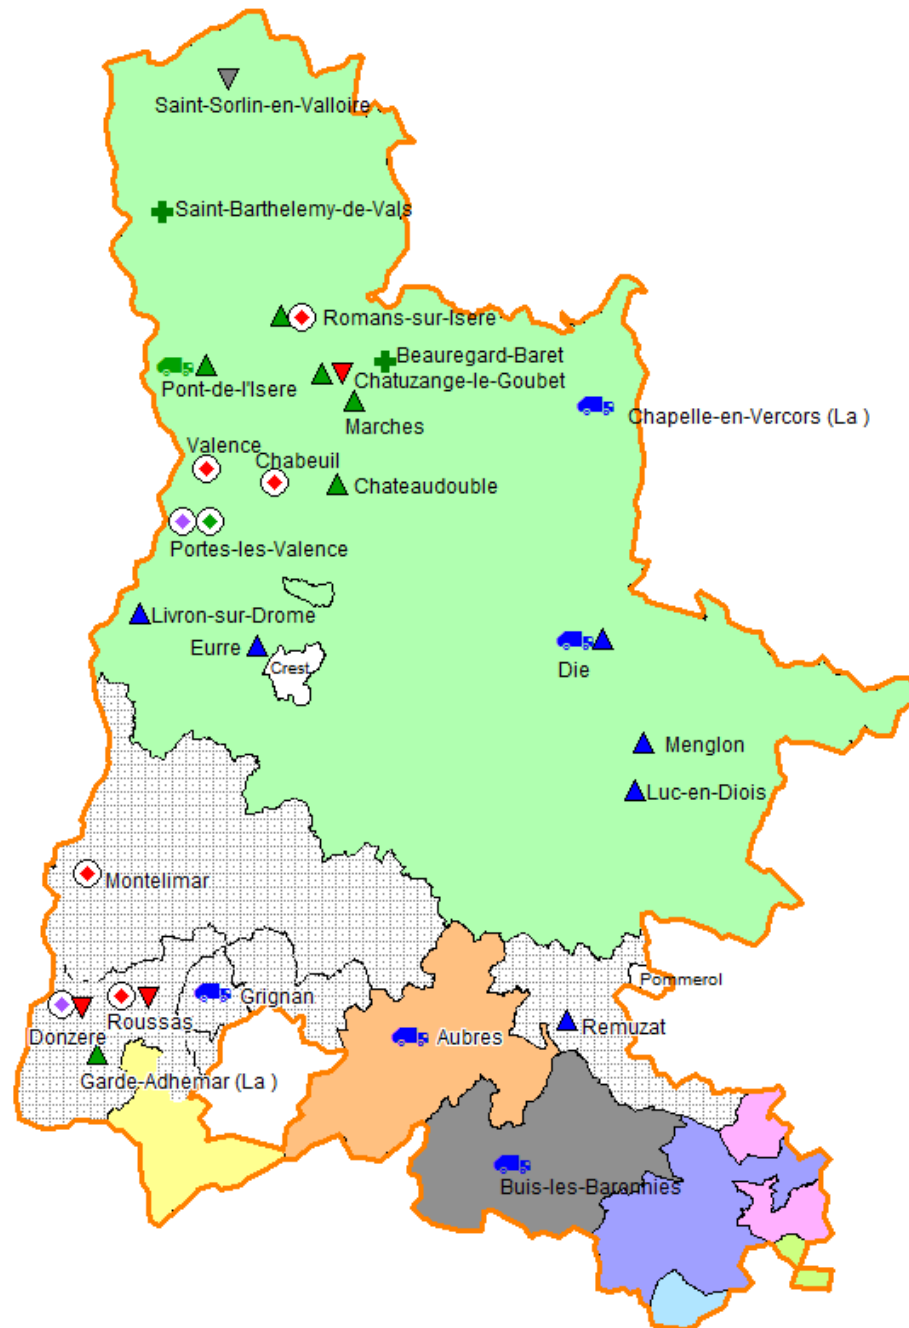 Saint-Sorlin-en-Valloire
Saint-Barthelemy-de-Vals
Romans-sur-Isere
Beauregard-Baret
Pont-de-l'Isere
Chatuzange-le-Goubet
Marches
Chapelle-en-Vercors (La )
Valence
Chabeuil
Chateaudouble
Portes-les-Valence
Livron-sur-Drome
Eurre
Crest
Die
Menglon
Luc-en-Diois
Montelimar
Pommerol
Grignan
Roussas
Donzere
Remuzat
Aubres
Garde-Adhemar (La )
Buis-les-Baronnies